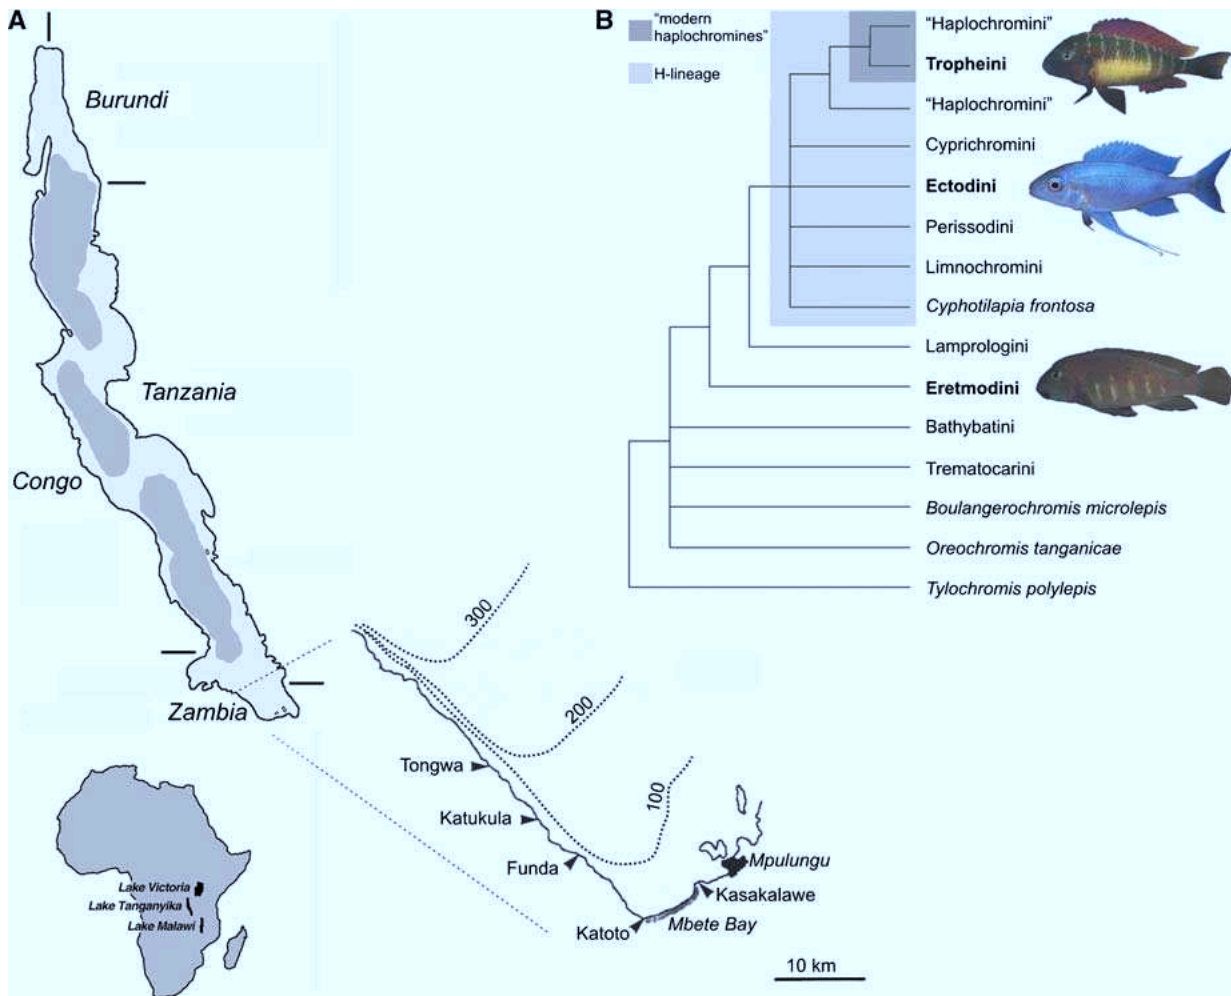 A
Burundi
Tanzania
Congo
Zambia
Lake Victoria
Lake Tanganyika
Lake Malawi
300
200
100
Tongwa
Katukula
Funda
Katoto
Mbete Bay
Kasakalawe
Mpulungu
10 km
B
"modern
haplochromines"
H-lineage
"Haplochromini"
Tropheini
"Haplochromini"
Cyprichromini
Ectodini
Perissodini
Limnochromini
Cyphotilapia frontosa
Lamprologini
Eretmodini
Bathybatini
Trematocarini
Boulangerochromis microlepis
Oreochromis tanganicae
Tylochromis polylepis